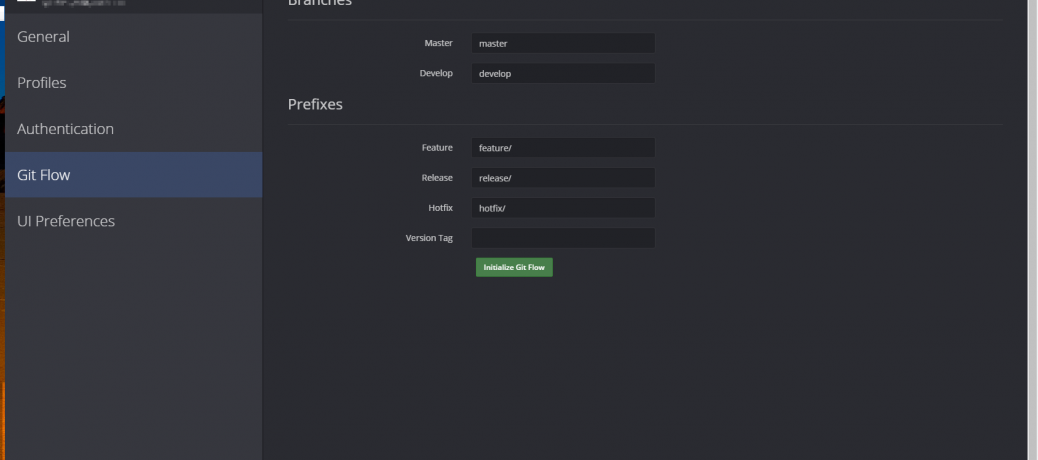 Branches
General
Master master
Develop develop
Profiles
Prefixes
Authentication
Feature feature/
Git Flow
Release release/
Hotfix hotfix/
UI Preferences
Version Tag
Initialize Git Flow